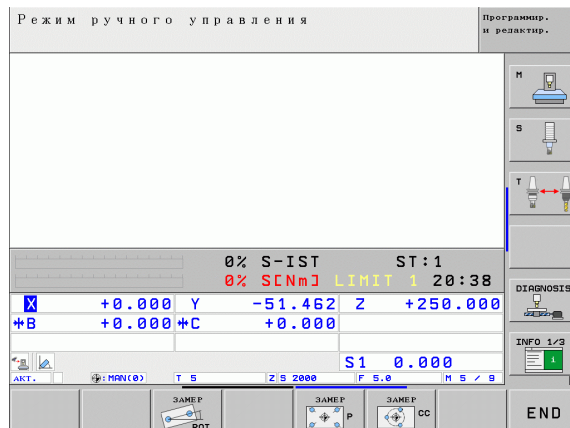 Режим ручного управления
Программир.
и редактир.
M
S
T
0% S-IST ST:1
0% S[Nm] LIMIT 1 20:38
DIAGNOSIS
X +0.000 Y -51.462 Z +250.000
B +0.000 C +0.000
INFO 1/3
1
S1 0.000
АКТ. : MAN(0) T 5 Z S 2000 F 5.0 M 5 / 9
ЗАМЕР
ROT
ЗАМЕР
P
ЗАМЕР
CC
END